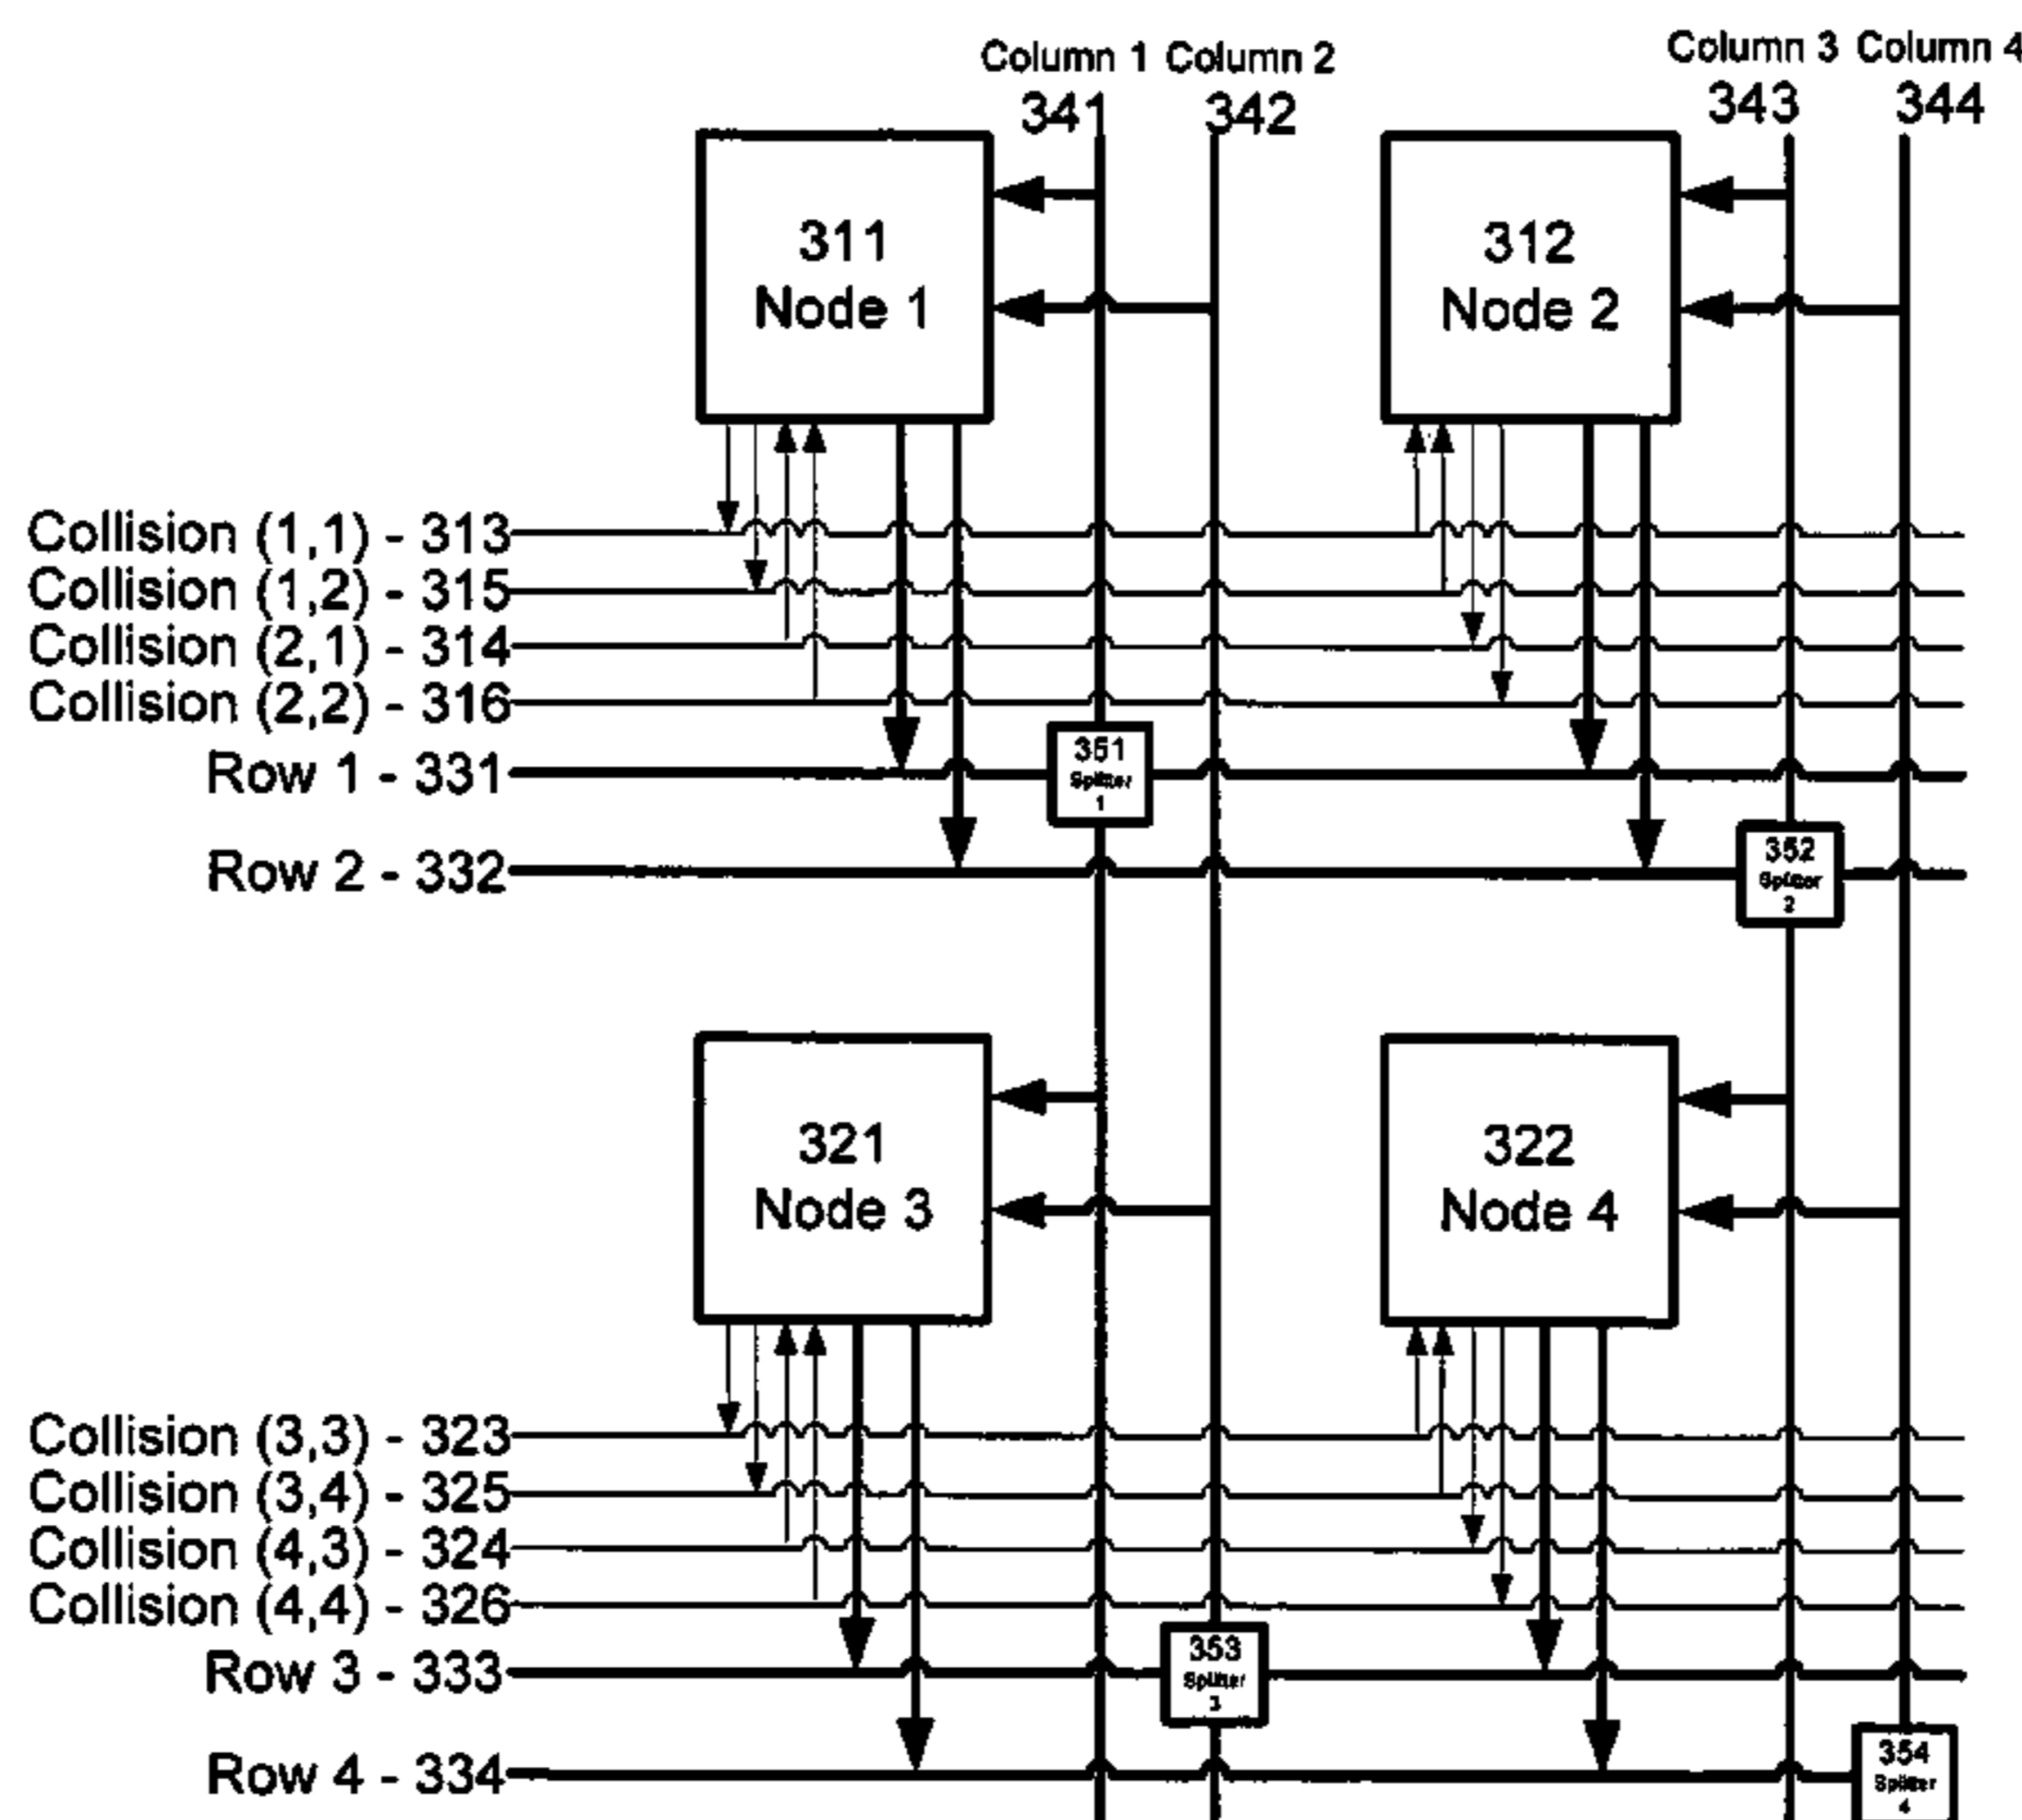 Column 1 Column 2
Column 3 Column 4
341
342
343
344
311
Node 1
312
Node 2
Collision (1,1) - 313
Collision (1,2) - 315
Collision (2,1) - 314
Collision (2,2) - 316
Row 1 - 331
351
Splitter
1
Row 2 - 332
352
Splitter
2
321
Node 3
322
Node 4
Collision (3,3) - 323
Collision (3,4) - 325
Collision (4,3) - 324
Collision (4,4) - 326
Row 3 - 333
353
Splitter
3
Row 4 - 334
354
Splitter
4